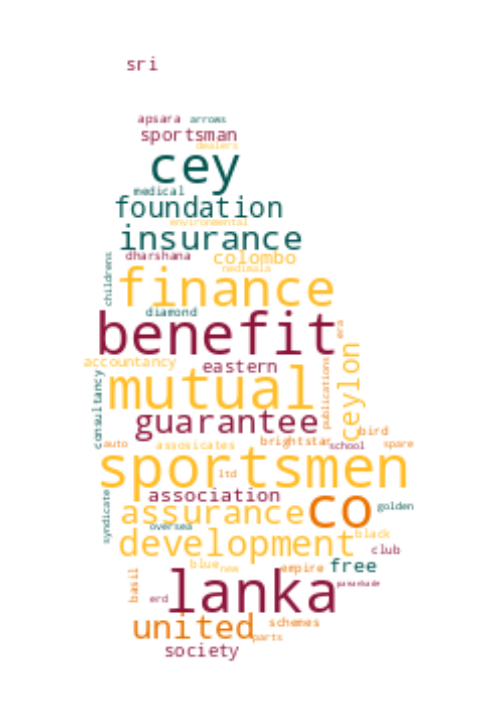 sri
apsara arrows
sportsman
dealers
cey
medical
foundation
environmental
insurance
dharshana colombo
nedimala
childrens
finance
diamond
benefit
era
accountancy eastern
mutual
publications
ceylon
consultancy
guarantee
bird
auto assosicates brightstar school spare
sportsmen
ltd
association
syndicate
assurance co golden
oversea
development black
club
blue new empire free
basil
erd lanka
united schemes
parts
society